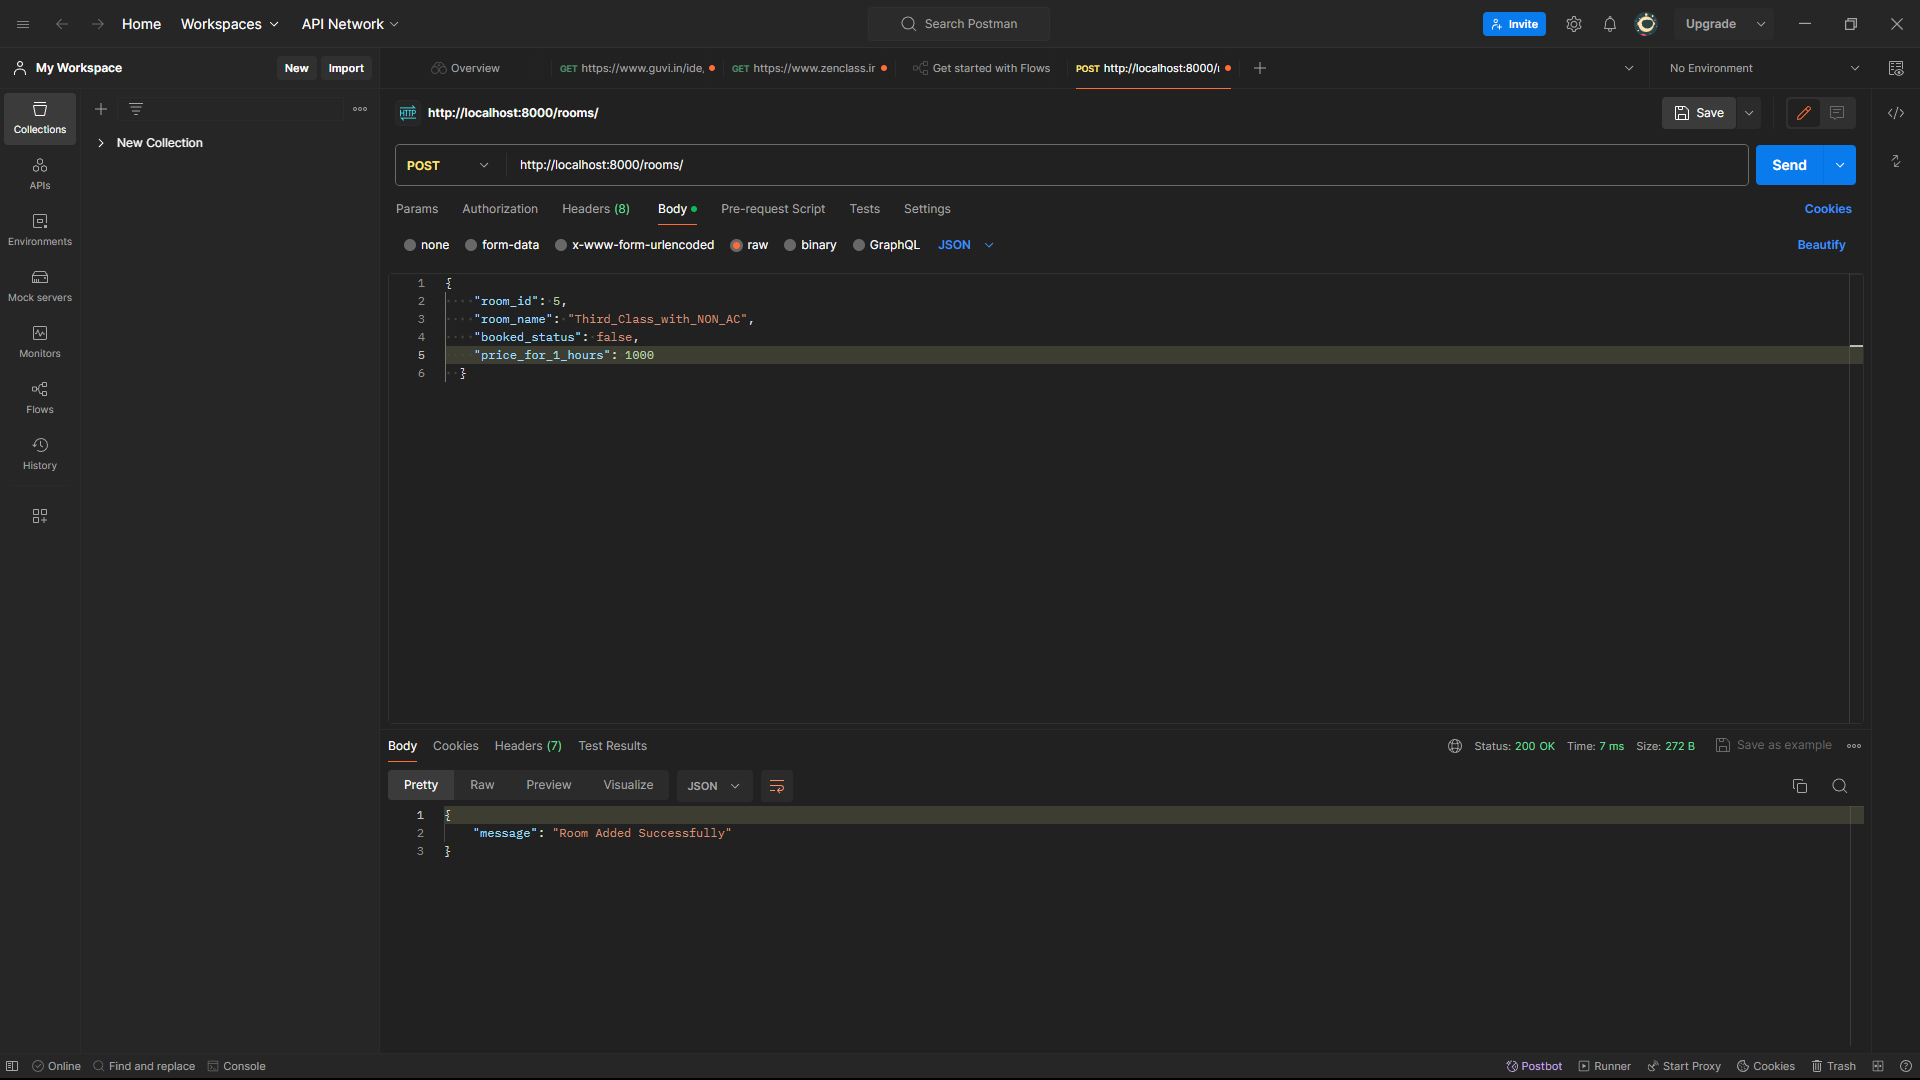 Home Workspaces API Network Search Postman Invite Upgrade
My Workspace New Import Overview GET https://www.guvi.in/ide, GET https://www.zenclass.ir Get started with Flows POST http://localhost:8000/ No Environment
Collections
New Collection
APIs
Environments
Mock servers
Monitors
Flows
History
HTTP http://localhost:8000/rooms/ Save
POST http://localhost:8000/rooms/ Send
Params Authorization Headers (8) Body Pre-request Script Tests Settings Cookies
none form-data x-www-form-urlencoded raw binary GraphQL JSON Beautify
1 {
2 "room_id": 5,
3 "room_name": "Third_Class_with_NON_AC",
4 "booked_status": false,
5 "price_for_1_hours": 1000
6 }
Body Cookies Headers (7) Test Results Status: 200 OK Time: 7 ms Size: 272 B Save as example
Pretty Raw Preview Visualize JSON
1 {
2 "message": "Room Added Successfully"
3 }
Online Find and replace Console Postbot Runner Start Proxy Cookies Trash